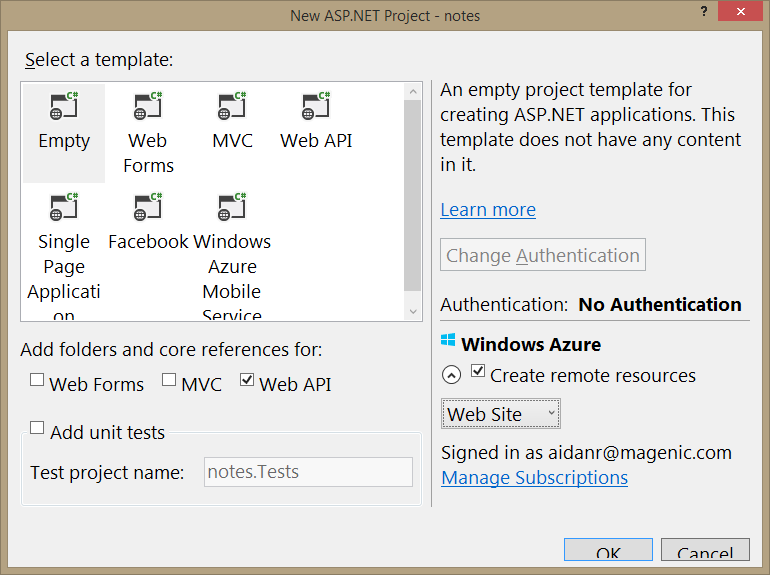 New ASP.NET Project - notes
?
x
Select a template:
C#
C#
C#
C#
Empty
Web
Forms
MVC
Web API
C#
C#
C#
Single
Page
Applicati
on
Facebook
Windows
Azure
Mobile
Service
An empty project template for
creating ASP.NET applications. This
template does not have any content
in it.
Learn more
Change Authentication
Authentication: No Authentication
Windows Azure
Create remote resources
Web Site
Signed in as aidanr@magenic.com
Manage Subscriptions
Add folders and core references for:
Web Forms
MVC
Web API
Add unit tests
Test project name:
notes.Tests
OK
Cancel